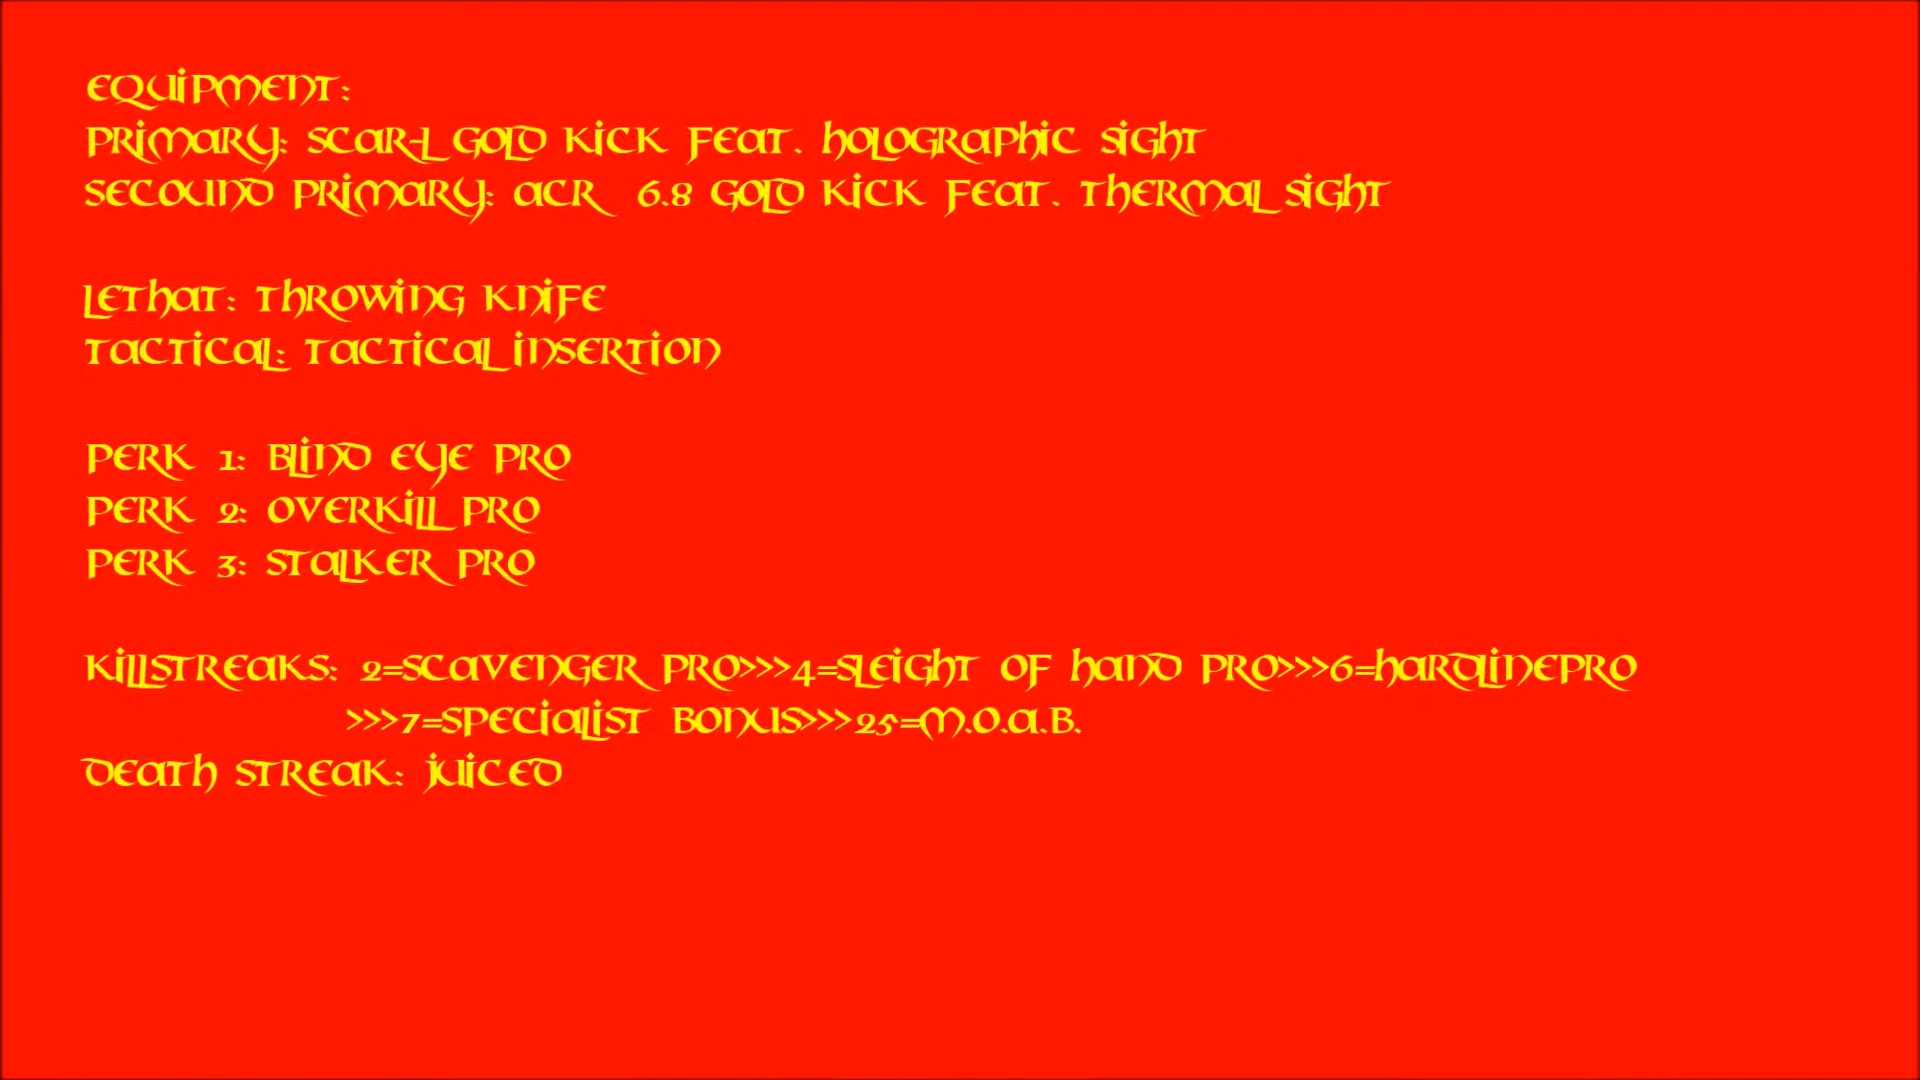 EQUIPMENT:
PRIMARY: SCAR-L GOLD KICK FEAT. HOLOGRAPHIC SIGHT
SECOUND PRIMARY: ACR 6.8 GOLD KICK FEAT. THERMAL SIGHT
LETHAT: THROWING KNIFE
TACTICAL: TACTICAL INSERTION
PERK 1: BLIND EYE PRO
PERK 2: OVERKILL PRO
PERK 3: STALKER PRO
KILLSTREAKS: 2=SCAVENGER PRO>>>4=SLEIGHT OF HAND PRO>>>6=HARDLINEPRO
>>>7=SPECIALIST BONUS>>>25=M.O.A.B.
DEATH STREAK: JUICED